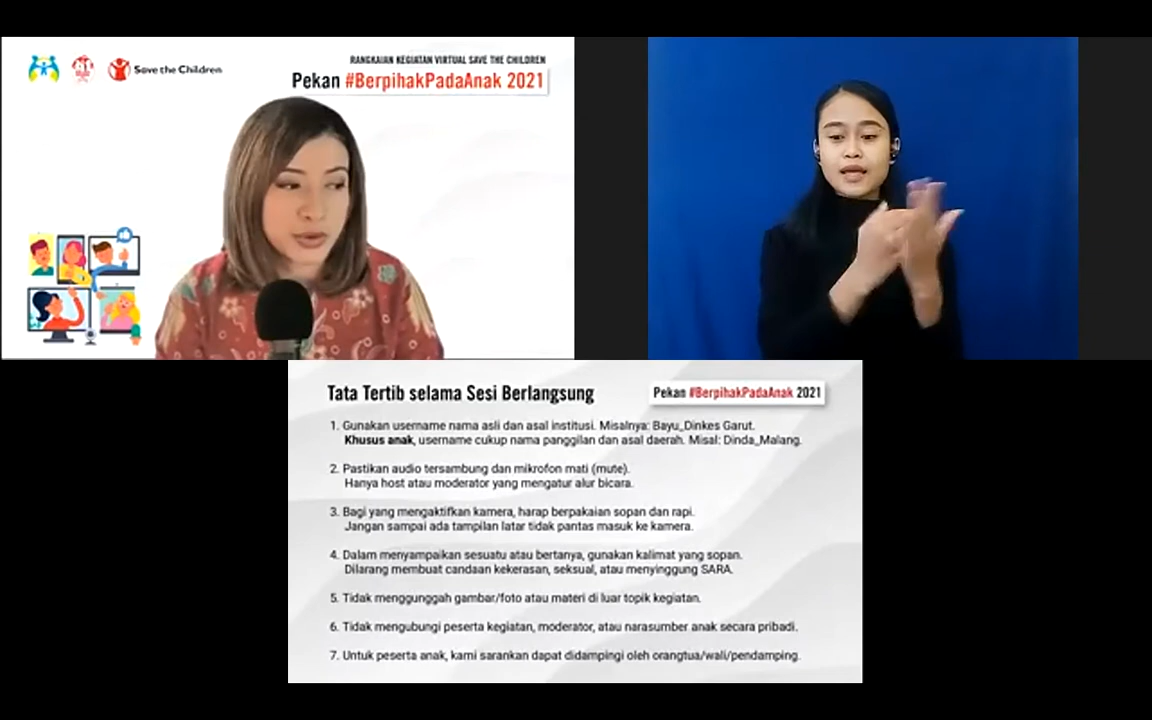 Save the Children
RANGKAIAN KEGIATAN VIRTUAL SAVE THE CHILDREN
Pekan #BerpihakPadaAnak 2021
Tata Tertib selama Sesi Berlangsung
Pekan #BerpihakPadaAnak 2021
1. Gunakan username nama asli dan asal institusi. Misalnya: Bayu_Dinkes Garut.
Khusus anak, username cukup nama panggilan dan asal daerah. Misal: Dinda_Malang.
2. Pastikan audio tersambung dan mikrofon mati (mute).
Hanya host atau moderator yang mengatur alur bicara.
3. Bagi yang mengaktifkan kamera, harap berpakaian sopan dan rapi.
Jangan sampai ada tampilan latar tidak pantas masuk ke kamera.
4. Dalam menyampaikan sesuatu atau bertanya, gunakan kalimat yang sopan.
Dilarang membuat candaan kekerasan, seksual, atau menyinggung SARA.
5. Tidak menggunggah gambar/foto atau materi di luar topik kegiatan.
6. Tidak mengubungi peserta kegiatan, moderator, atau narasumber anak secara pribadi.
7. Untuk peserta anak, kami sarankan dapat didampingi oleh orangtua/wali/pendamping.